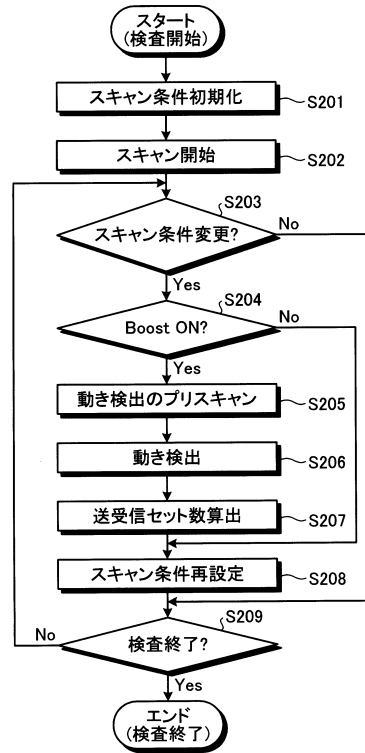 スタート
(検査開始)
スキャン条件初期化
S201
スキャン開始
S202
S203
スキャン条件変更?
No
Yes
S204
Boost ON?
No
Yes
動き検出のプリスキャン
S205
動き検出
S206
送受信セット数算出
S207
スキャン条件再設定
S208
S209
検査終了?
No
Yes
エンド
(検査終了)